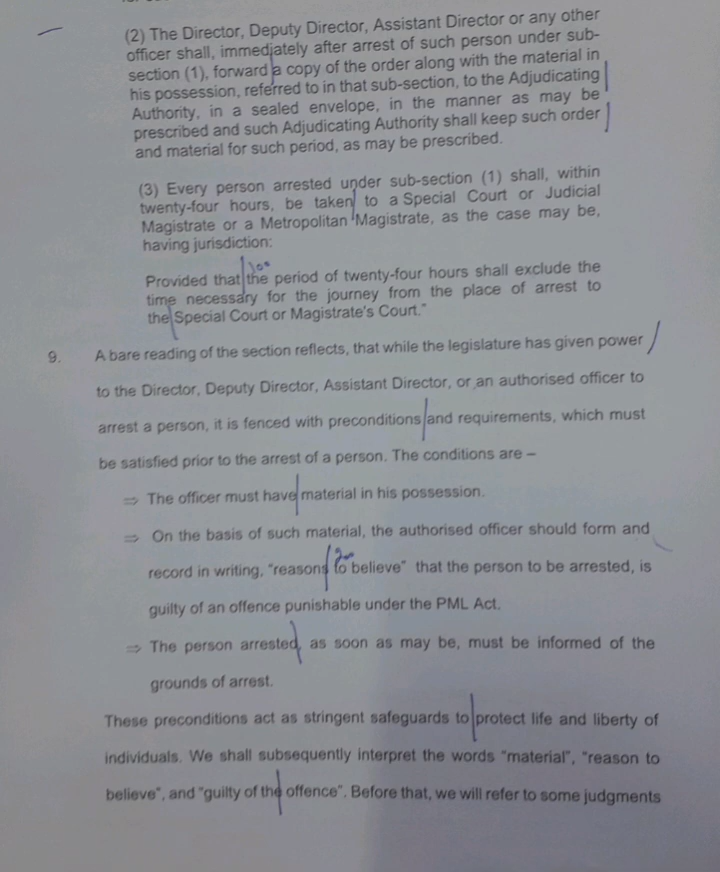 (2) The Director, Deputy Director, Assistant Director or any other
officer shall, immediately after arrest of such person under sub-
section (1), forward a copy of the order along with the material in
his possession, referred to in that sub-section, to the Adjudicating
Authority, in a sealed envelope, in the manner as may be
prescribed and such Adjudicating Authority shall keep such order
and material for such period, as may be prescribed.
(3) Every person arrested under sub-section (1) shall, within
twenty-four hours, be taken to a Special Court or Judicial
Magistrate or a Metropolitan Magistrate, as the case may be,
having jurisdiction:
100
Provided that the period of twenty-four hours shall exclude the
time necessary for the journey from the place of arrest to
the Special Court or Magistrate's Court."
9. A bare reading of the section reflects, that while the legislature has given power
to the Director, Deputy Director, Assistant Director, or an authorised officer to
arrest a person, it is fenced with preconditions and requirements, which must
be satisfied prior to the arrest of a person. The conditions are –
⇒ The officer must have material in his possession.
⇒ On the basis of such material, the authorised officer should form and
record in writing, "reasons to believe" that the person to be arrested, is
guilty of an offence punishable under the PML Act.
⇒ The person arrested, as soon as may be, must be informed of the
grounds of arrest.
These preconditions act as stringent safeguards to protect life and liberty of
individuals. We shall subsequently interpret the words "material", "reason to
believe", and "guilty of the offence". Before that, we will refer to some judgments